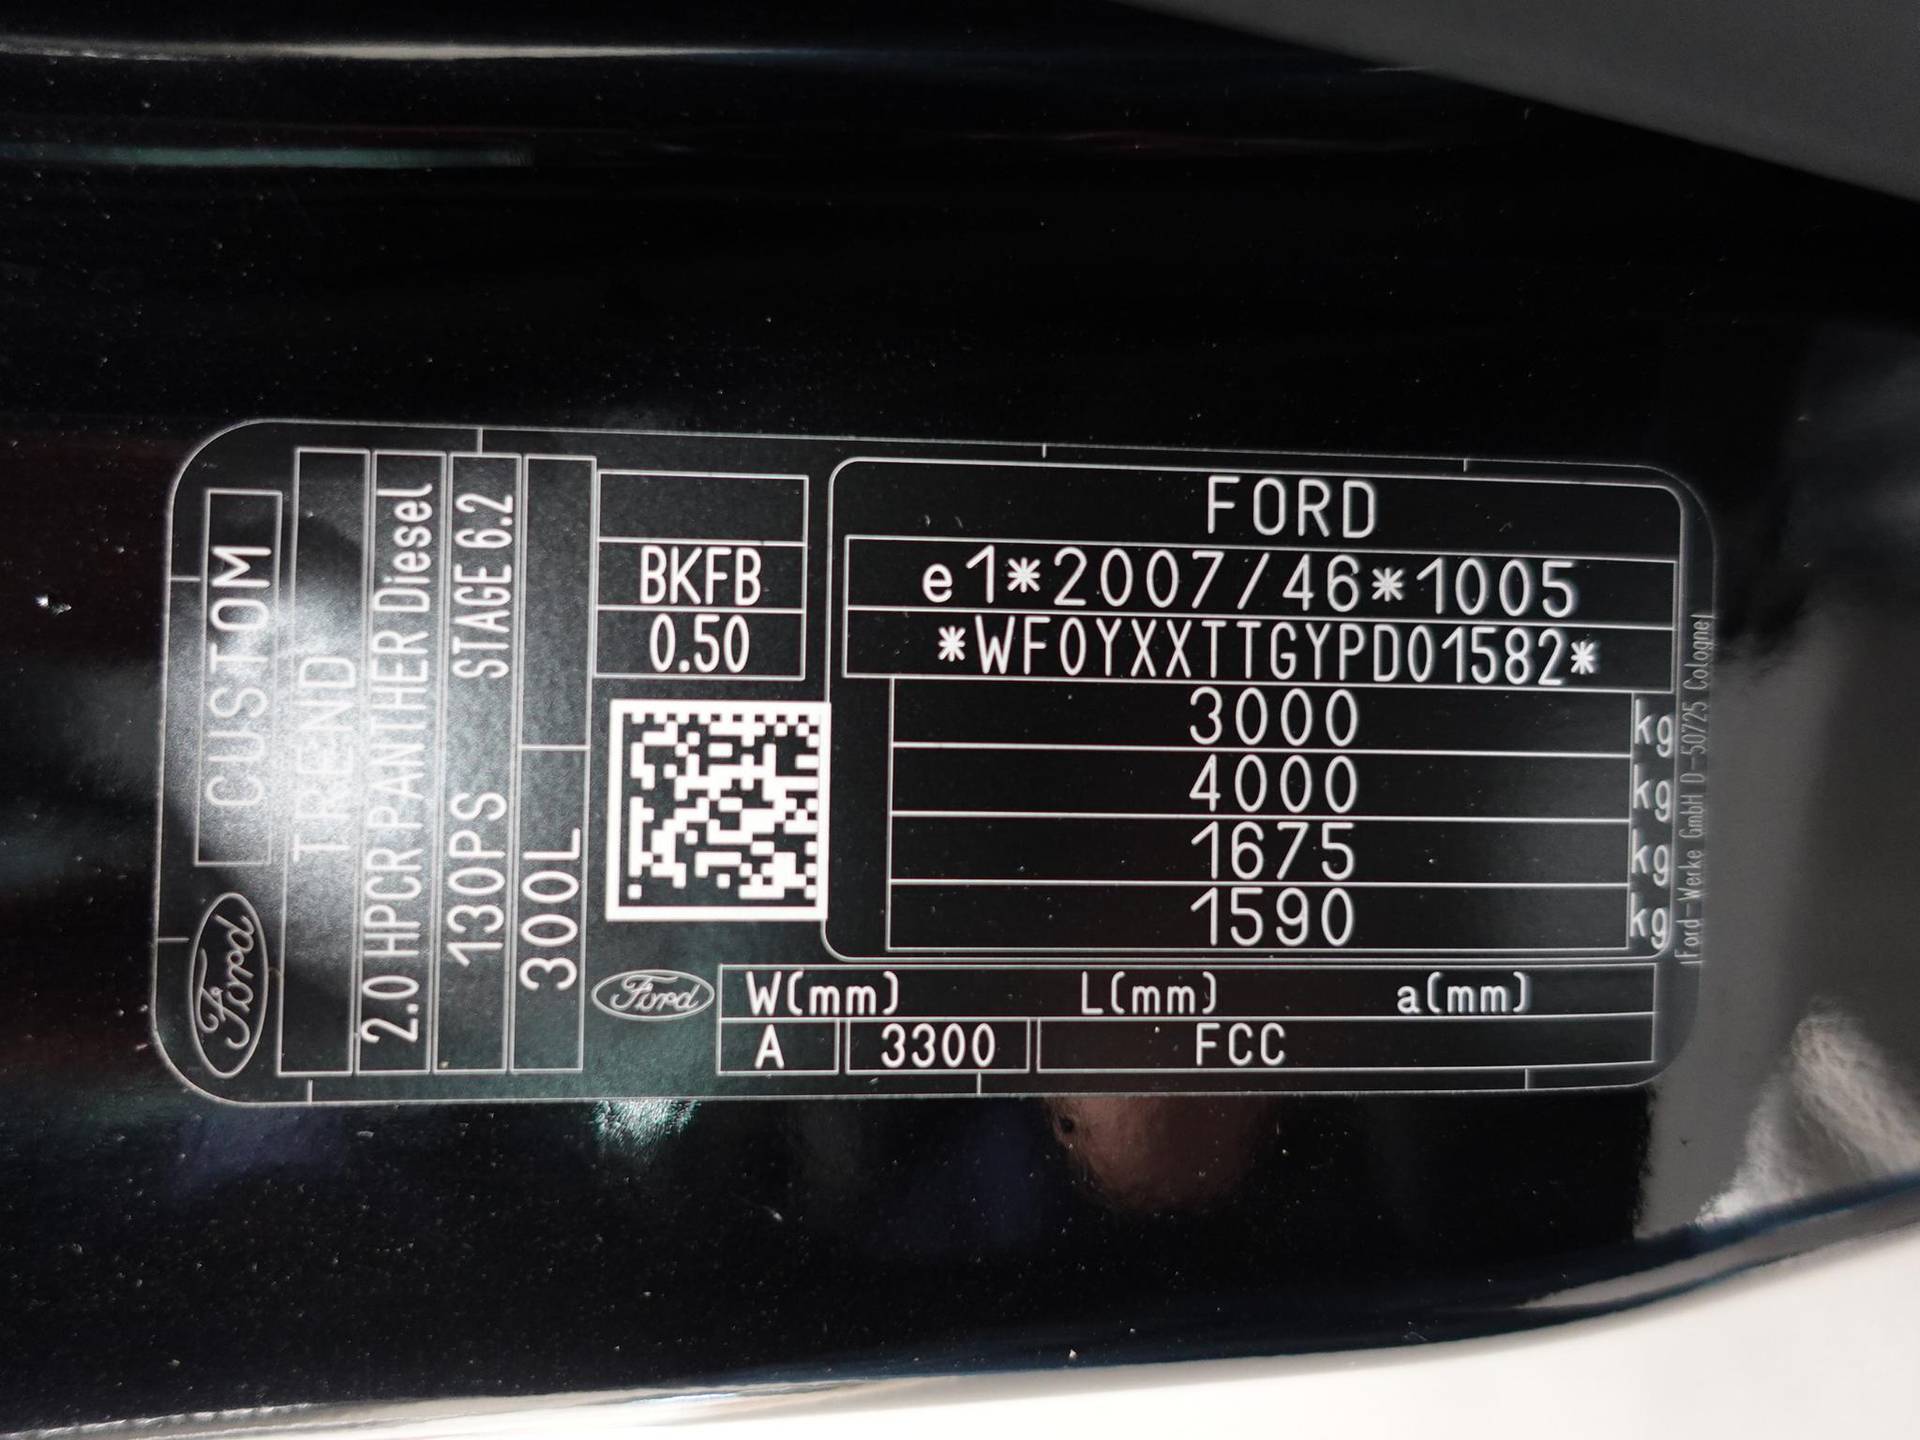 Ford CUSTOM
TREND
2.0 HPCR PANTHER Diesel
130PS STAGE 6.2
300L
BKFB
0.50
FORD
e1*2007/46*1005
*WF0YXXTTGYPD01582*
3000 kg
4000 kg
1675 kg
1590 kg
Ford W(mm) L(mm) a(mm)
A 3300 FCC
Ford-Werke GmbH D-50725 Cologne